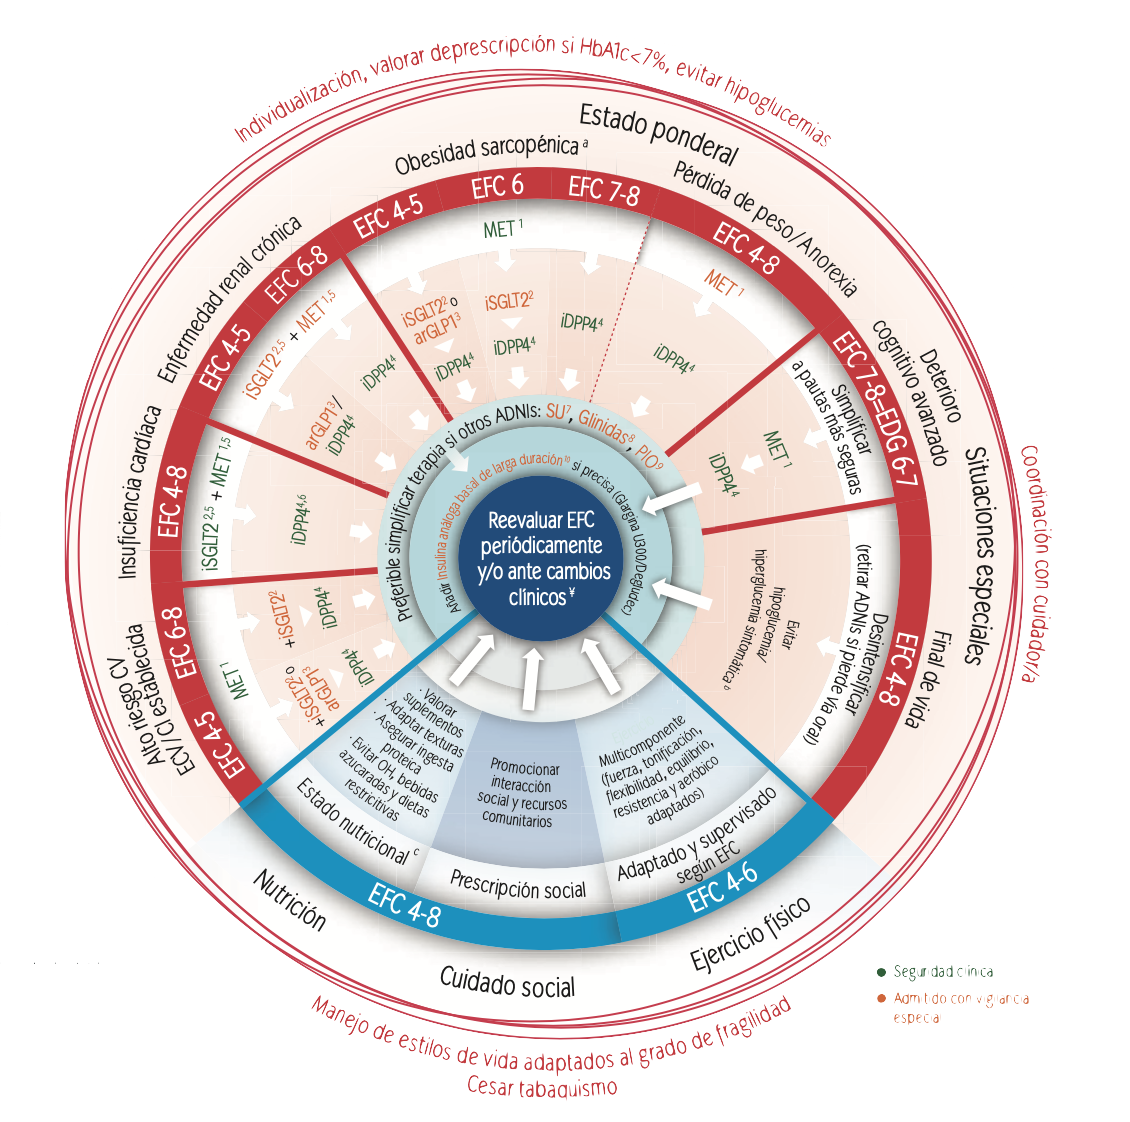 Individualización, valorar deprescripción si HbA1c<7%, evitar hipoglucemias
Coordinación con cuidador/a
Manejo de estilos de vida adaptados al grado de fragilidad
Cesar tabaquismo
Estado ponderal
Obesidad sarcopénica a
EFC 4-5
EFC 6
EFC 7-8
MET 1
iSGLT2 2 o
arGLP1 3
iDPP4 4
iSGLT2 2
iDPP4 4
iDPP4 4
Pérdida de peso/Anorexia
EFC 4-8
MET 1
iDPP4 4
Situaciones especiales
Deterioro
cognitivo avanzado
EFC 7-8=EDG 6-7
Simplificar
a pautas más seguras
MET 1
iDPP4 4
Final de vida
EFC 4-8
Desintensificar
(retirar ADNIs si pierde vía oral)
Evitar
hipoglucemia/
hiperglucemia sintomática b
Enfermedad renal crónica
EFC 4-5
EFC 6-8
iSGLT2 2,5 + MET 1,5
arGLP1 3/
iDPP4 4
iDPP4 4
Insuficiencia cardíaca
EFC 4-8
iSGLT2 2,5 + MET 1,5
iDPP4 4,6
Alto riesgo CV
ECV/CI establecida
EFC 6-8
EFC 4-5
MET 1
+iSGLT2 2
iDPP4 4
+iSGLT2 2 o
arGLP1 3
iDPP4 4
Preferible simplificar terapia si otros ADNIs: SU 7, Glinidas 8, PIO 9
Añadir Insulina análoga basal de larga duración 10 si precisa (Glargina U300/Degludec)
Reevaluar EFC
periódicamente
y/o ante cambios
clínicos ¥
· Valorar
suplementos
· Adaptar texturas
· Asegurar ingesta
proteica
· Evitar OH, bebidas
azucaradas y dietas
restricitivas
Estado nutricional c
EFC 4-8
Nutrición
Promocionar
interacción
social y recursos
comunitarios
Prescripción social
Cuidado social
Multicomponente
(fuerza, tonificación,
flexibilidad, equilibrio,
resistencia y aeróbico
adaptados)
Adaptado y supervisado
según EFC
EFC 4-6
Ejercicio físico
Seguridad clínica
Admitido con vigilancia
especial